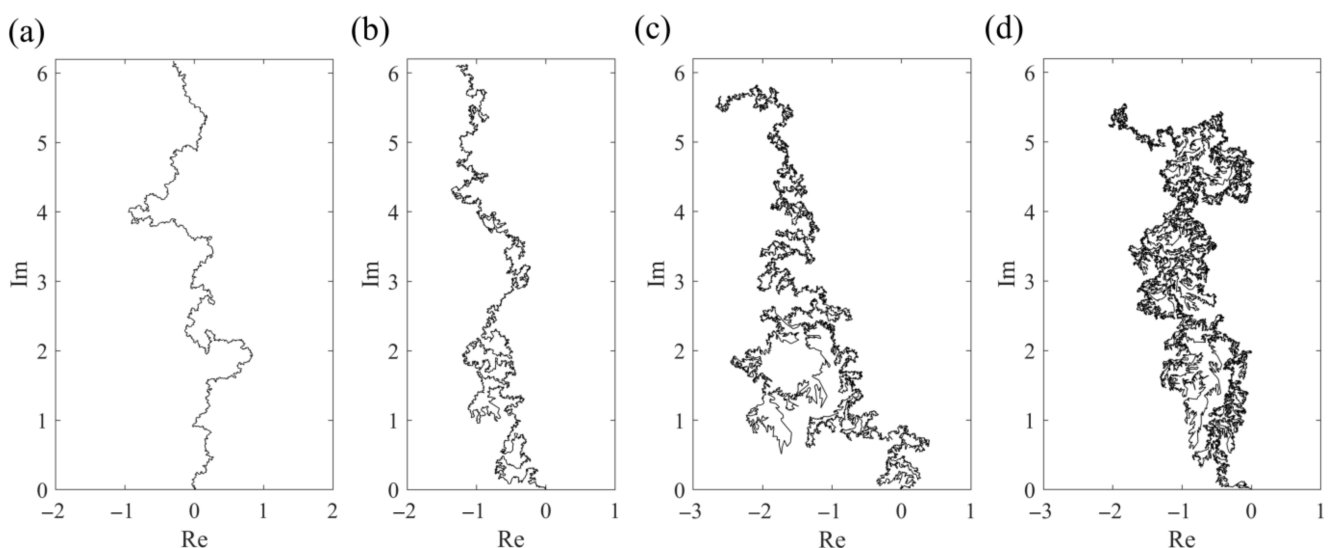 (a) (b) (c) (d)
6 6 6 6
5 5 5 5
4 4 4 4
Im 3 Im 3 Im 3 Im 3
2 2 2 2
1 1 1 1
0 0 0 0
−2 −1 0 1 2 −2 −1 0 1 −3 −2 −1 0 1 −3 −2 −1 0 1
Re Re Re Re